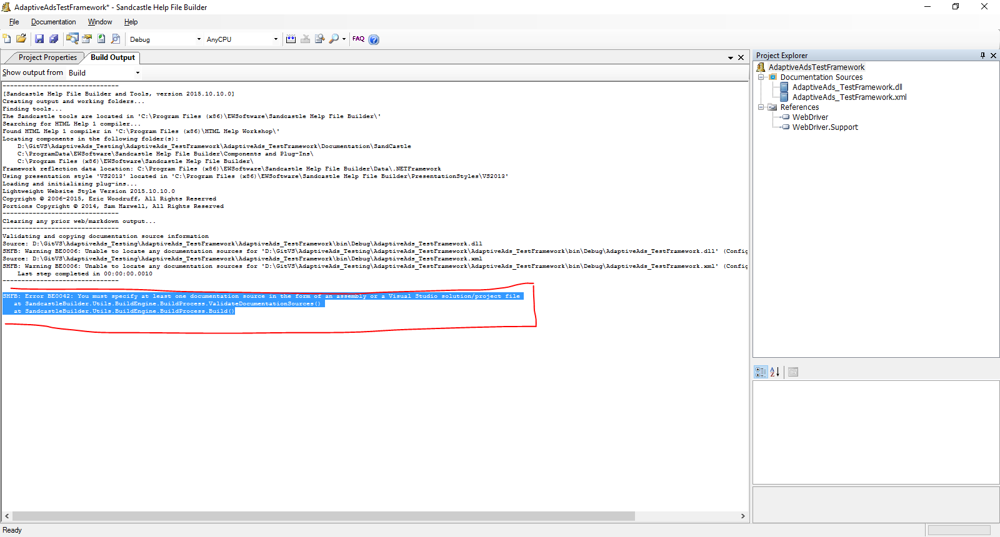 AdaptiveAdsTestFramework* - Sandcastle Help File Builder
File Documentation Window Help
Debug AnyCPU FAQ
Project Properties Build Output
Show output from Build
-------------------------------
[Sandcastle Help File Builder and Tools, version 2015.10.10.0]
Creating output and working folders...
Finding tools...
The Sandcastle tools are located in 'C:\Program Files (x86)\EWSoftware\Sandcastle Help File Builder\'
Searching for HTML Help 1 compiler...
Found HTML Help 1 compiler in 'C:\Program Files (x86)\HTML Help Workshop\'
Locating components in the following folder(s):
D:\GitVS\AdaptiveAds_Testing\AdaptiveAds_TestFramework\AdaptiveAds_TestFramework\Documentation\SandCastle
C:\ProgramData\EWSoftware\Sandcastle Help File Builder\Components and Plug-Ins\
C:\Program Files (x86)\EWSoftware\Sandcastle Help File Builder\
Framework reflection data location: C:\Program Files (x86)\EWSoftware\Sandcastle Help File Builder\Data\.NETFramework
Using presentation style 'VS2013' located in 'C:\Program Files (x86)\EWSoftware\Sandcastle Help File Builder\PresentationStyles\VS2013'
Loading and initializing plug-ins...
Lightweight Website Style Version 2015.10.10.0
Copyright © 2006-2015, Eric Woodruff, All Rights Reserved
Portions Copyright © 2014, Sam Harwell, All Rights Reserved
-------------------------------
Clearing any prior web/markdown output...
-------------------------------
Validating and copying documentation source information
Source: D:\GitVS\AdaptiveAds_Testing\AdaptiveAds_TestFramework\AdaptiveAds_TestFramework\bin\Debug\AdaptiveAds_TestFramework.dll
SHFB: Warning BE0006: Unable to locate any documentation sources for 'D:\GitVS\AdaptiveAds_Testing\AdaptiveAds_TestFramework\AdaptiveAds_TestFramework\bin\Debug\AdaptiveAds_TestFramework.dll' (Config
Source: D:\GitVS\AdaptiveAds_Testing\AdaptiveAds_TestFramework\AdaptiveAds_TestFramework\bin\Debug\AdaptiveAds_TestFramework.xml
SHFB: Warning BE0006: Unable to locate any documentation sources for 'D:\GitVS\AdaptiveAds_Testing\AdaptiveAds_TestFramework\AdaptiveAds_TestFramework\bin\Debug\AdaptiveAds_TestFramework.xml' (Config
Last step completed in 00:00:00.0010
-------------------------------
SHFB: Error BE0042: You must specify at least one documentation source in the form of an assembly or a Visual Studio solution/project file
at SandcastleBuilder.Utils.BuildEngine.BuildProcess.ValidateDocumentationSources()
at SandcastleBuilder.Utils.BuildEngine.BuildProcess.Build()
Project Explorer
AdaptiveAdsTestFramework
Documentation Sources
AdaptiveAds_TestFramework.dll
AdaptiveAds_TestFramework.xml
References
WebDriver
WebDriver.Support
Ready